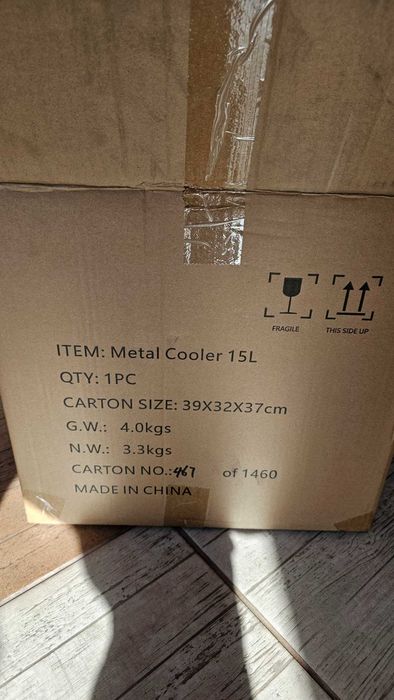 FRAGILE
THIS SIDE UP
ITEM: Metal Cooler 15L
QTY: 1PC
CARTON SIZE: 39X32X37cm
G.W.: 4.0kgs
N.W.: 3.3kgs
CARTON NO.:467 of 1460
MADE IN CHINA